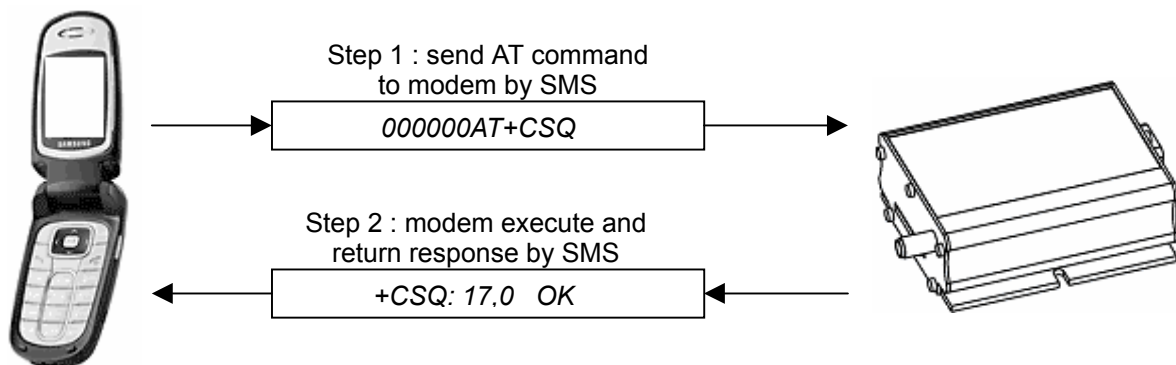 Step 1 : send AT command
to modem by SMS
000000AT+CSQ
SAMSUNG
Step 2 : modem execute and
return response by SMS
+CSQ: 17,0   OK